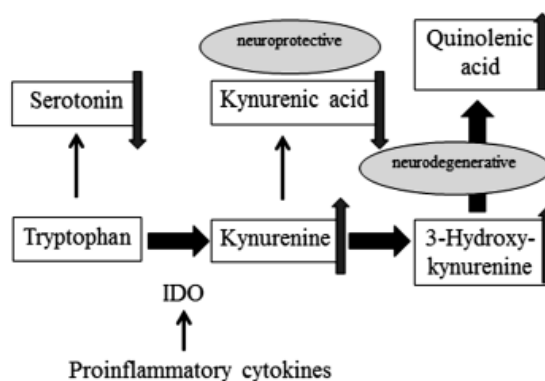 neuroprotective
Quinolenic
acid
Serotonin
Kynurenic acid
neurodegenerative
Tryptophan
Kynurenine
3-Hydroxy-
kynurenine
IDO
Proinflammatory cytokines